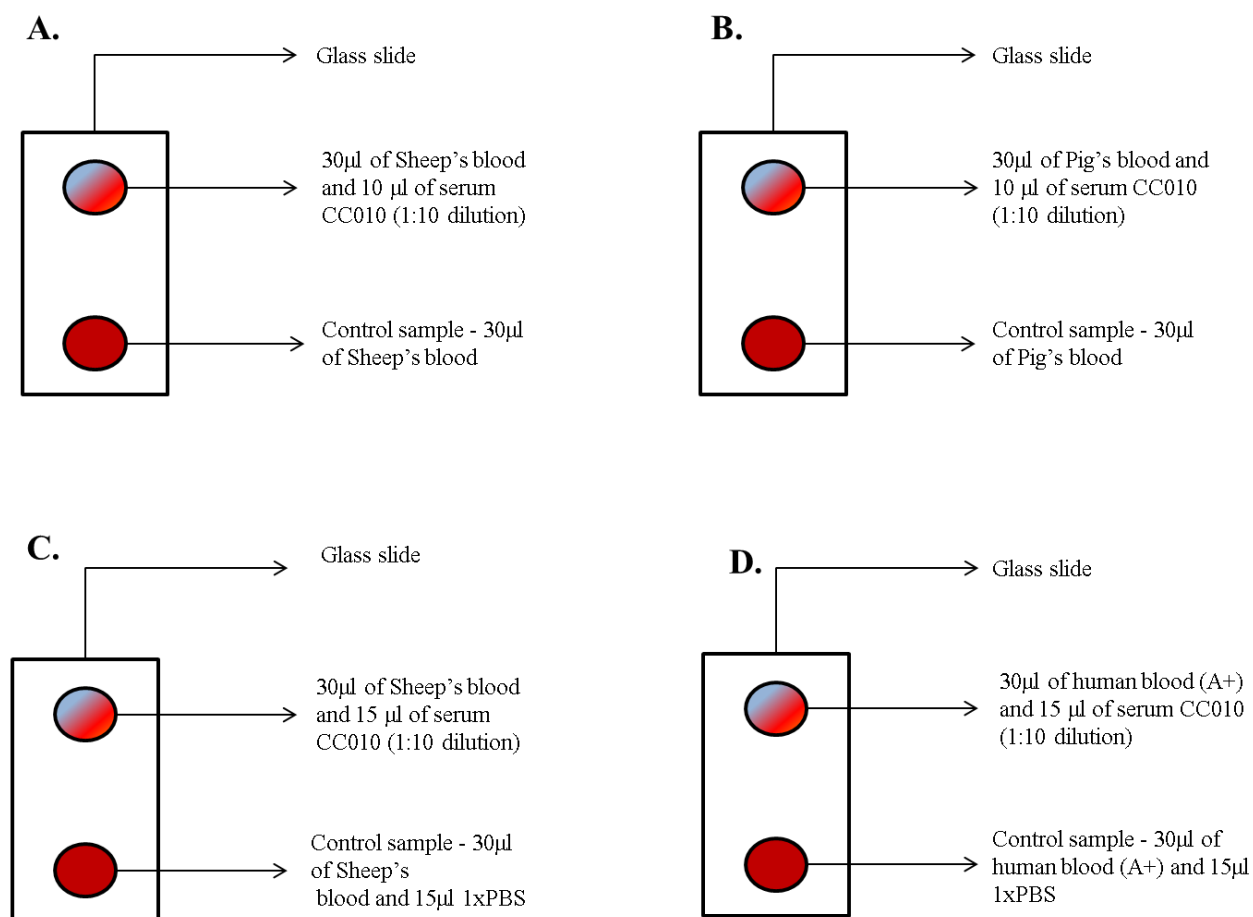 A.
Glass slide
30µl of Sheep's blood
and 10 µl of serum
CC010 (1:10 dilution)
Control sample - 30µl
of Sheep's blood
B.
Glass slide
30µl of Pig's blood and
10 µl of serum CC010
(1:10 dilution)
Control sample - 30µl
of Pig's blood
C.
Glass slide
30µl of Sheep's blood
and 15 µl of serum
CC010 (1:10 dilution)
Control sample - 30µl
of Sheep's
blood and 15µl 1xPBS
D.
Glass slide
30µl of human blood (A+)
and 15 µl of serum CC010
(1:10 dilution)
Control sample - 30µl of
human blood (A+) and 15µl
1xPBS